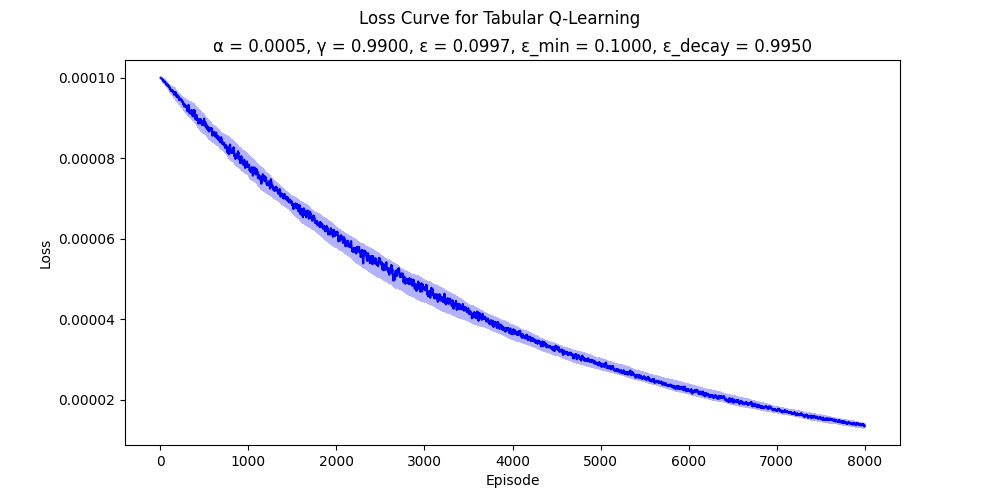 Loss Curve for Tabular Q-Learning
α = 0.0005, γ = 0.9900, ε = 0.0997, ε_min = 0.1000, ε_decay = 0.9950
0.00010
0.00008
0.00006
0.00004
0.00002
Loss
0 1000 2000 3000 4000 5000 6000 7000 8000
Episode